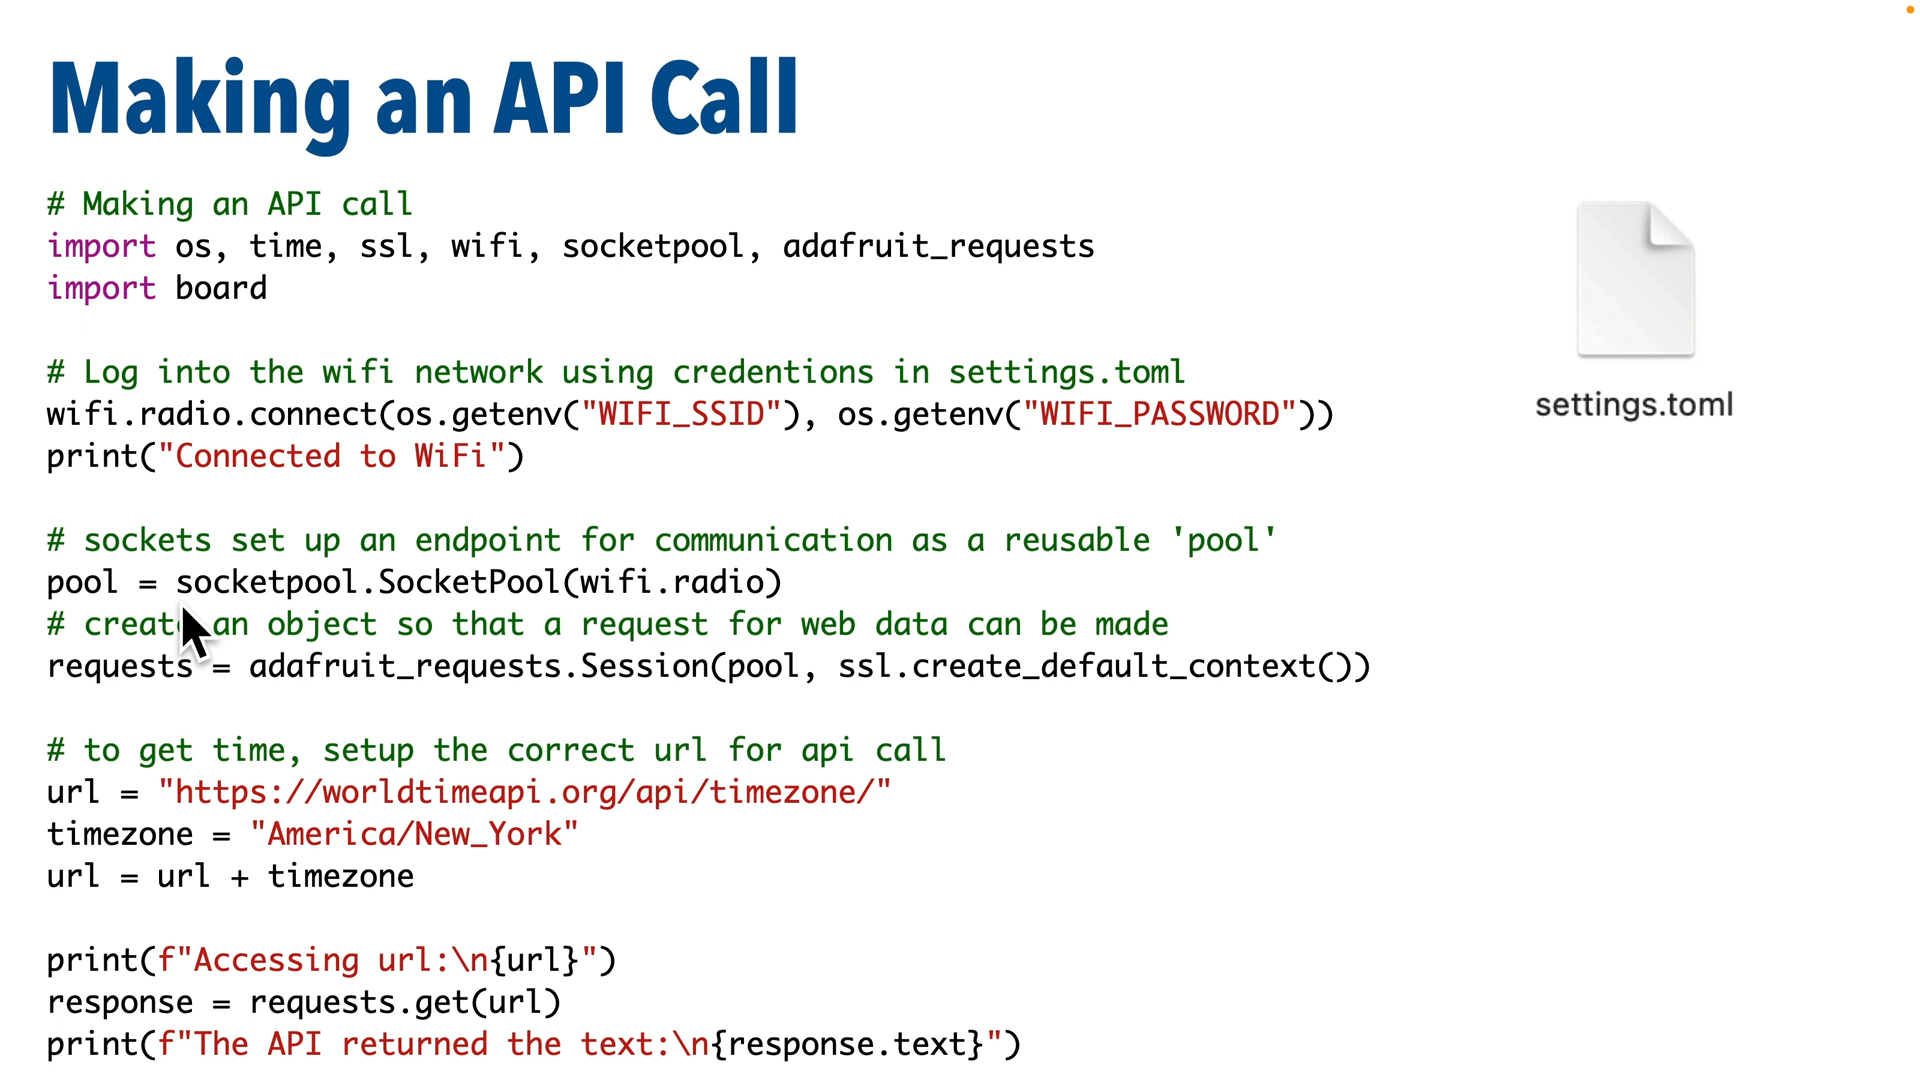 Making an API Call
# Making an API call
import os, time, ssl, wifi, socketpool, adafruit_requests
import board
# Log into the wifi network using credentions in settings.toml
wifi.radio.connect(os.getenv("WIFI_SSID"), os.getenv("WIFI_PASSWORD"))
print("Connected to WiFi")
# sockets set up an endpoint for communication as a reusable 'pool'
pool = socketpool.SocketPool(wifi.radio)
# create an object so that a request for web data can be made
requests = adafruit_requests.Session(pool, ssl.create_default_context())
# to get time, setup the correct url for api call
url = "https://worldtimeapi.org/api/timezone/"
timezone = "America/New_York"
url = url + timezone
print(f"Accessing url:\n{url}")
response = requests.get(url)
print(f"The API returned the text:\n{response.text}")
settings.toml